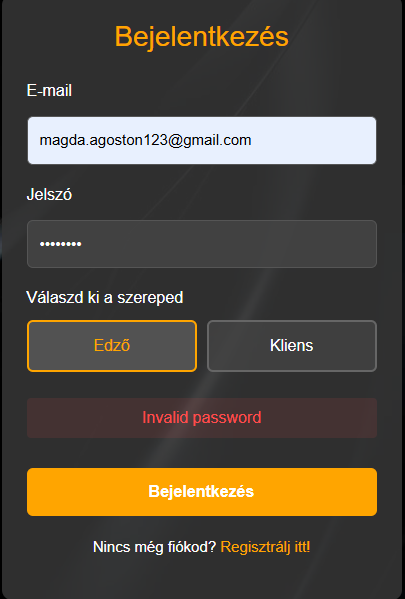 Bejelentkezés
E-mail
magda.agoston123@gmail.com
Jelszó
••••••••
Válaszd ki a szereped
Edző Kliens
Invalid password
Bejelentkezés
Nincs még fiókod? Regisztrálj itt!